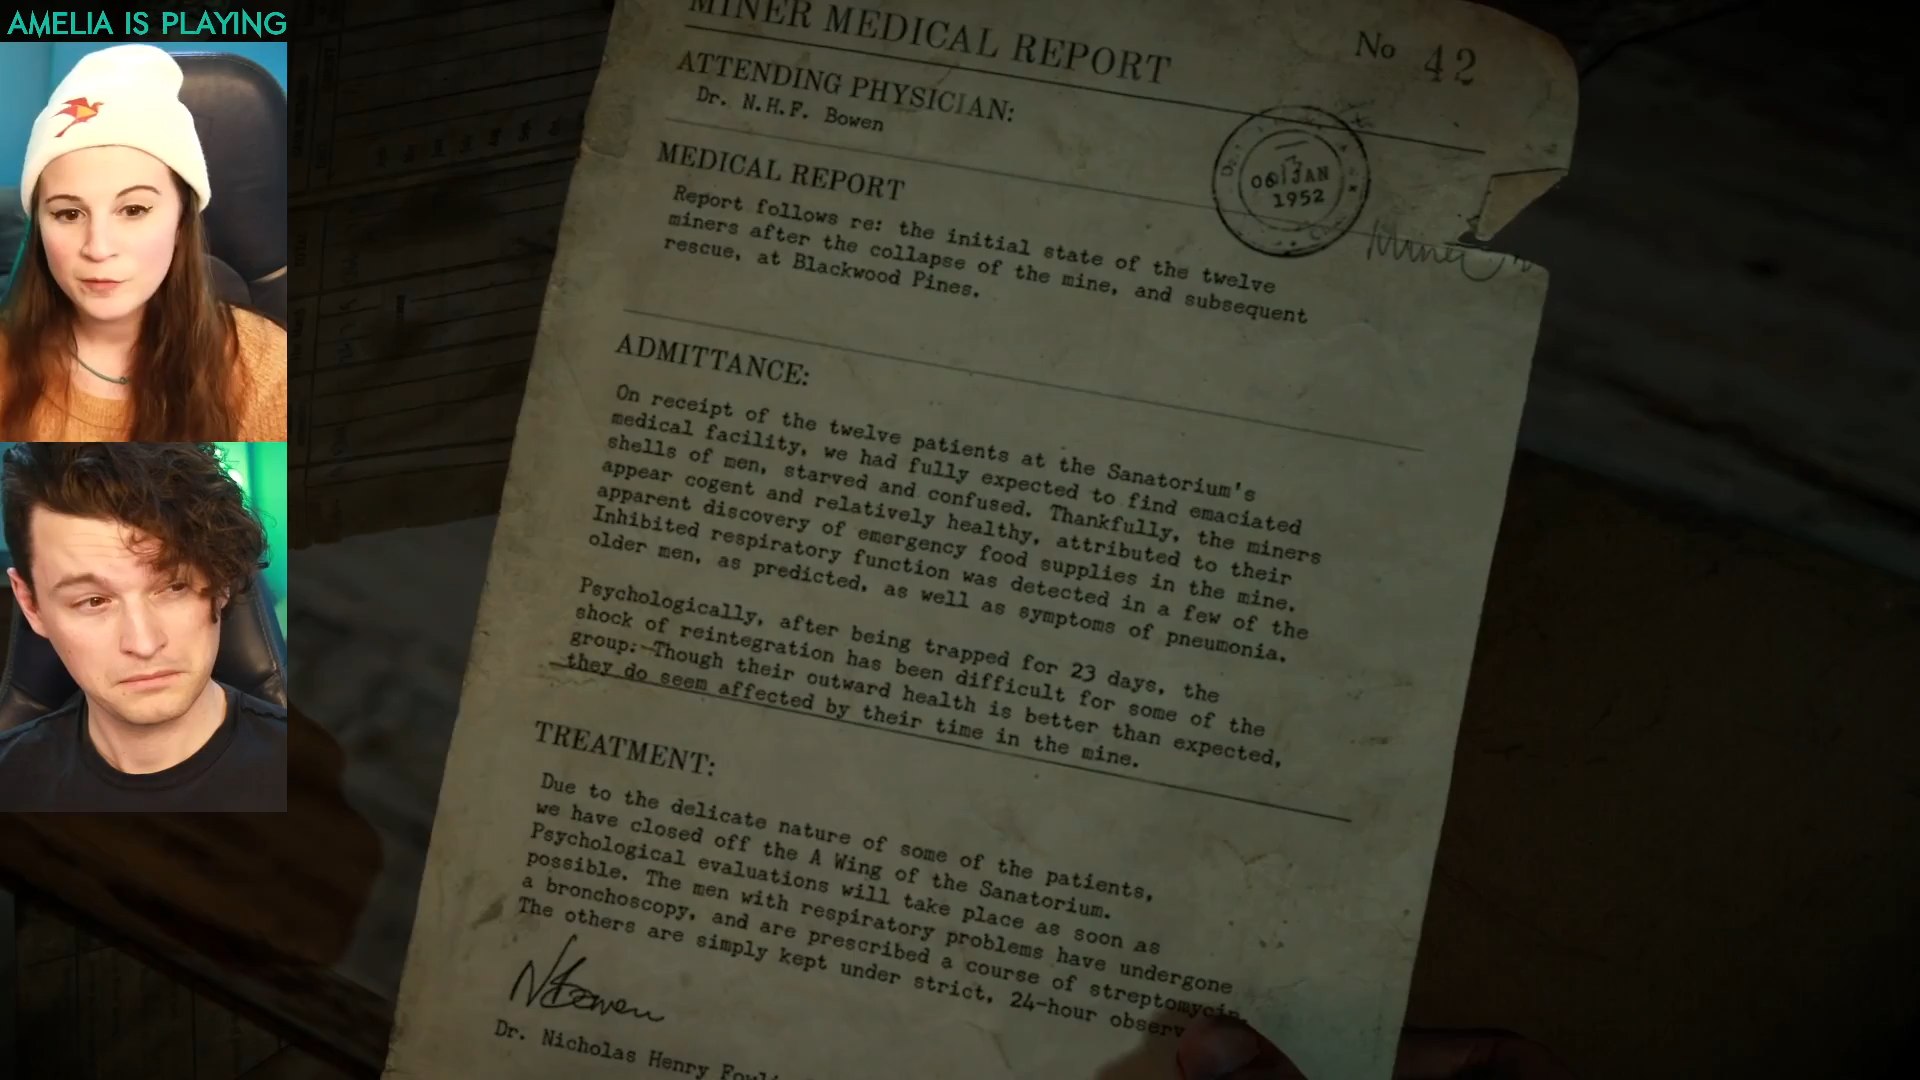 AMELIA IS PLAYING
MINER MEDICAL REPORT
No 42
ATTENDING PHYSICIAN:
Dr. N.H.F. Bowen
06 JAN
1952
MEDICAL REPORT
Report follows re: the initial state of the twelve
miners after the collapse of the mine, and subsequent
rescue, at Blackwood Pines.
ADMITTANCE:
On receipt of the twelve patients at the Sanatorium's
medical facility, we had fully expected to find emaciated
shells of men, starved and confused. Thankfully, the miners
appear cogent and relatively healthy, attributed to their
apparent discovery of emergency food supplies in the mine.
Inhibited respiratory function was detected in a few of the
older men, as predicted, as well as symptoms of pneumonia.
Psychologically, after being trapped for 23 days, the
shock of reintegration has been difficult for some of the
group: Though their outward health is better than expected,
they do seem affected by their time in the mine.
TREATMENT:
Due to the delicate nature of some of the patients,
we have closed off the A Wing of the Sanatorium.
Psychological evaluations will take place as soon as
possible. The men with respiratory problems have undergone
a bronchoscopy, and are prescribed a course of streptomycin.
The others are simply kept under strict, 24-hour observ
NBowen
Dr. Nicholas Henry